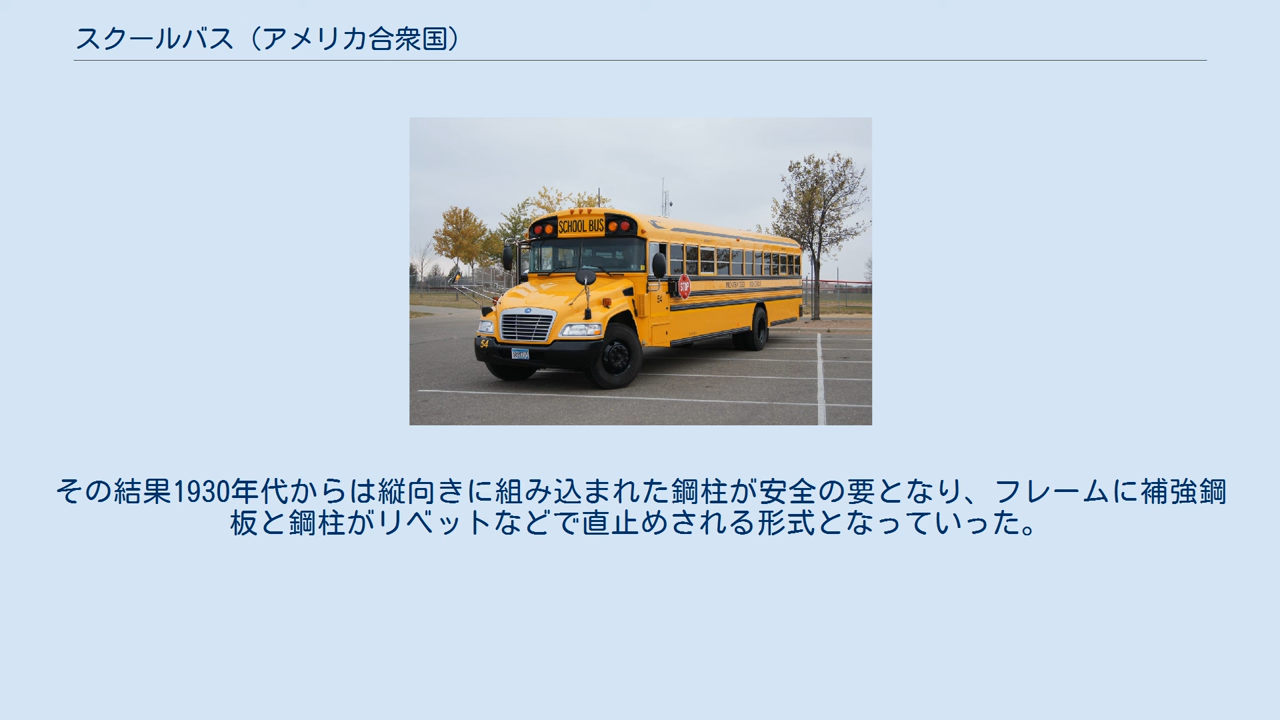 スクールバス（アメリカ合衆国）
SCHOOL BUS
STOP
54
54
その結果1930年代からは縦向きに組み込まれた鋼柱が安全の要となり、フレームに補強鋼
板と鋼柱がリベットなどで直止めされる形式となっていった。